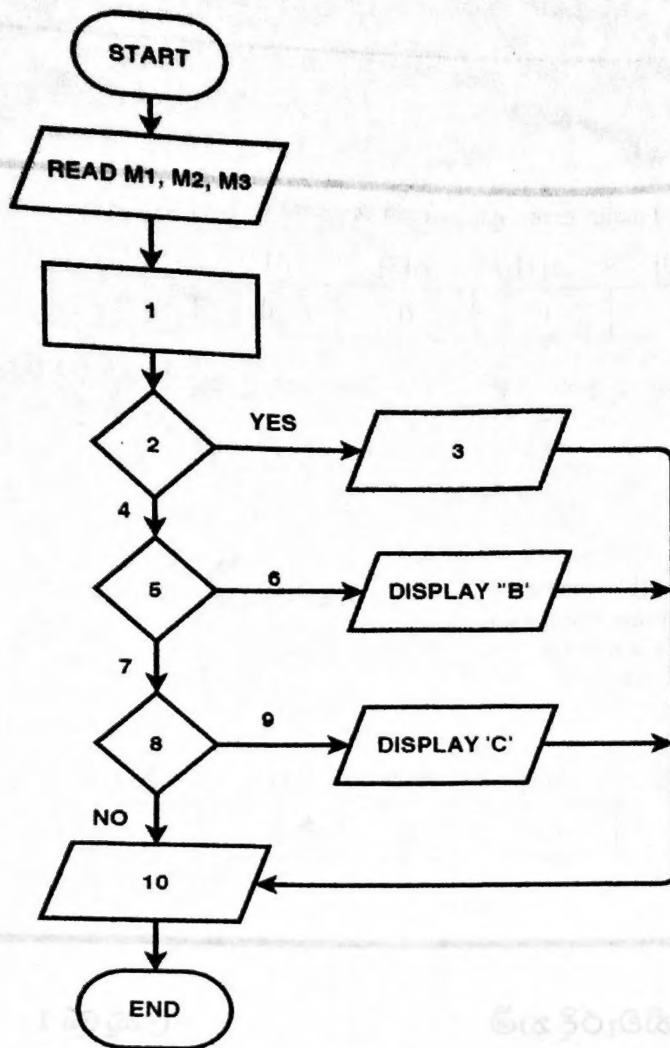 START
READ M1, M2, M3
1
2
YES
3
4
5
6
DISPLAY "B'
7
8
9
DISPLAY 'C'
NO
10
END